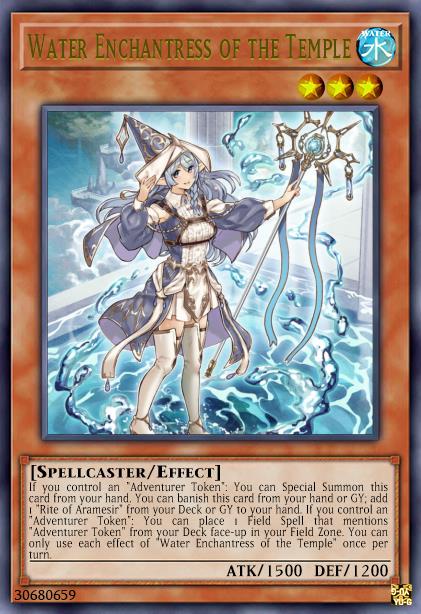 Water Enchantress of the Temple
WATER
水
[Spellcaster/Effect]
If you control an "Adventurer Token": You can Special Summon this
card from your hand. You can banish this card from your hand or GY; add
1 "Rite of Aramesir" from your Deck or GY to your hand. If you control an
"Adventurer Token": You can place 1 Field Spell that mentions
"Adventurer Token" from your Deck face-up in your Field Zone. You can
only use each effect of "Water Enchantress of the Temple" once per
turn.
ATK/1500 DEF/1200
30680659